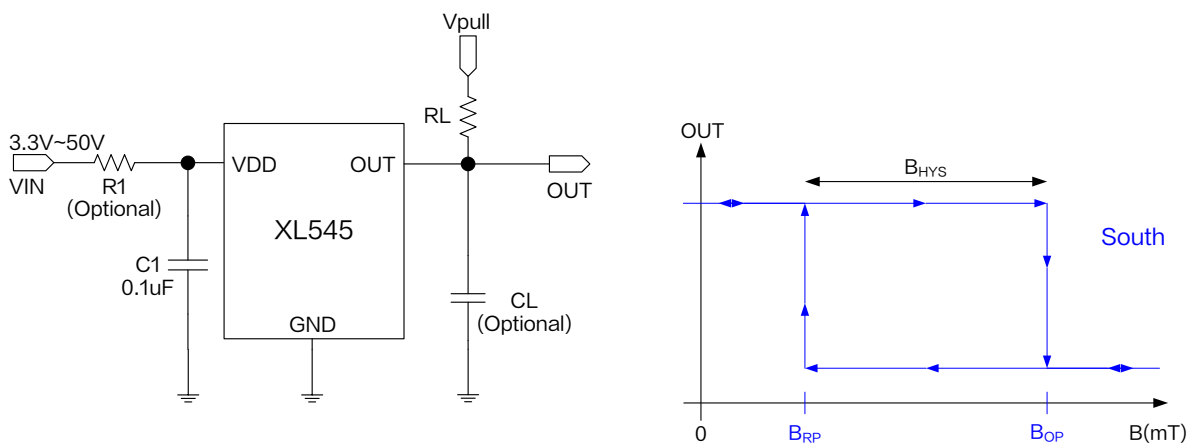 Vpull
RL
3.3V~50V
VIN
R1
(Optional)
VDD
OUT
OUT
XL545
C1
0.1uF
GND
CL
(Optional)
OUT
BHYS
South
0
BRP
BOP
B(mT)